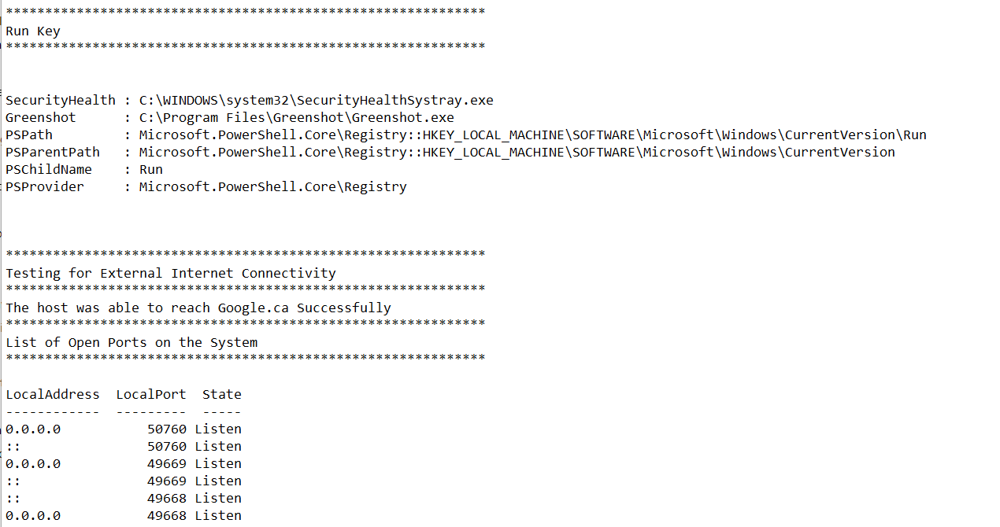 *************************************************************
Run Key
*************************************************************
SecurityHealth : C:\WINDOWS\system32\SecurityHealthSystray.exe
Greenshot      : C:\Program Files\Greenshot\Greenshot.exe
PSPath         : Microsoft.PowerShell.Core\Registry::HKEY_LOCAL_MACHINE\SOFTWARE\Microsoft\Windows\CurrentVersion\Run
PSParentPath   : Microsoft.PowerShell.Core\Registry::HKEY_LOCAL_MACHINE\SOFTWARE\Microsoft\Windows\CurrentVersion
PSChildName    : Run
PSProvider     : Microsoft.PowerShell.Core\Registry
*************************************************************
Testing for External Internet Connectivity
*************************************************************
The host was able to reach Google.ca Successfully
*************************************************************
List of Open Ports on the System
*************************************************************
LocalAddress  LocalPort  State
------------  ---------  -----
0.0.0.0           50760 Listen
::                50760 Listen
0.0.0.0           49669 Listen
::                49669 Listen
::                49668 Listen
0.0.0.0           49668 Listen